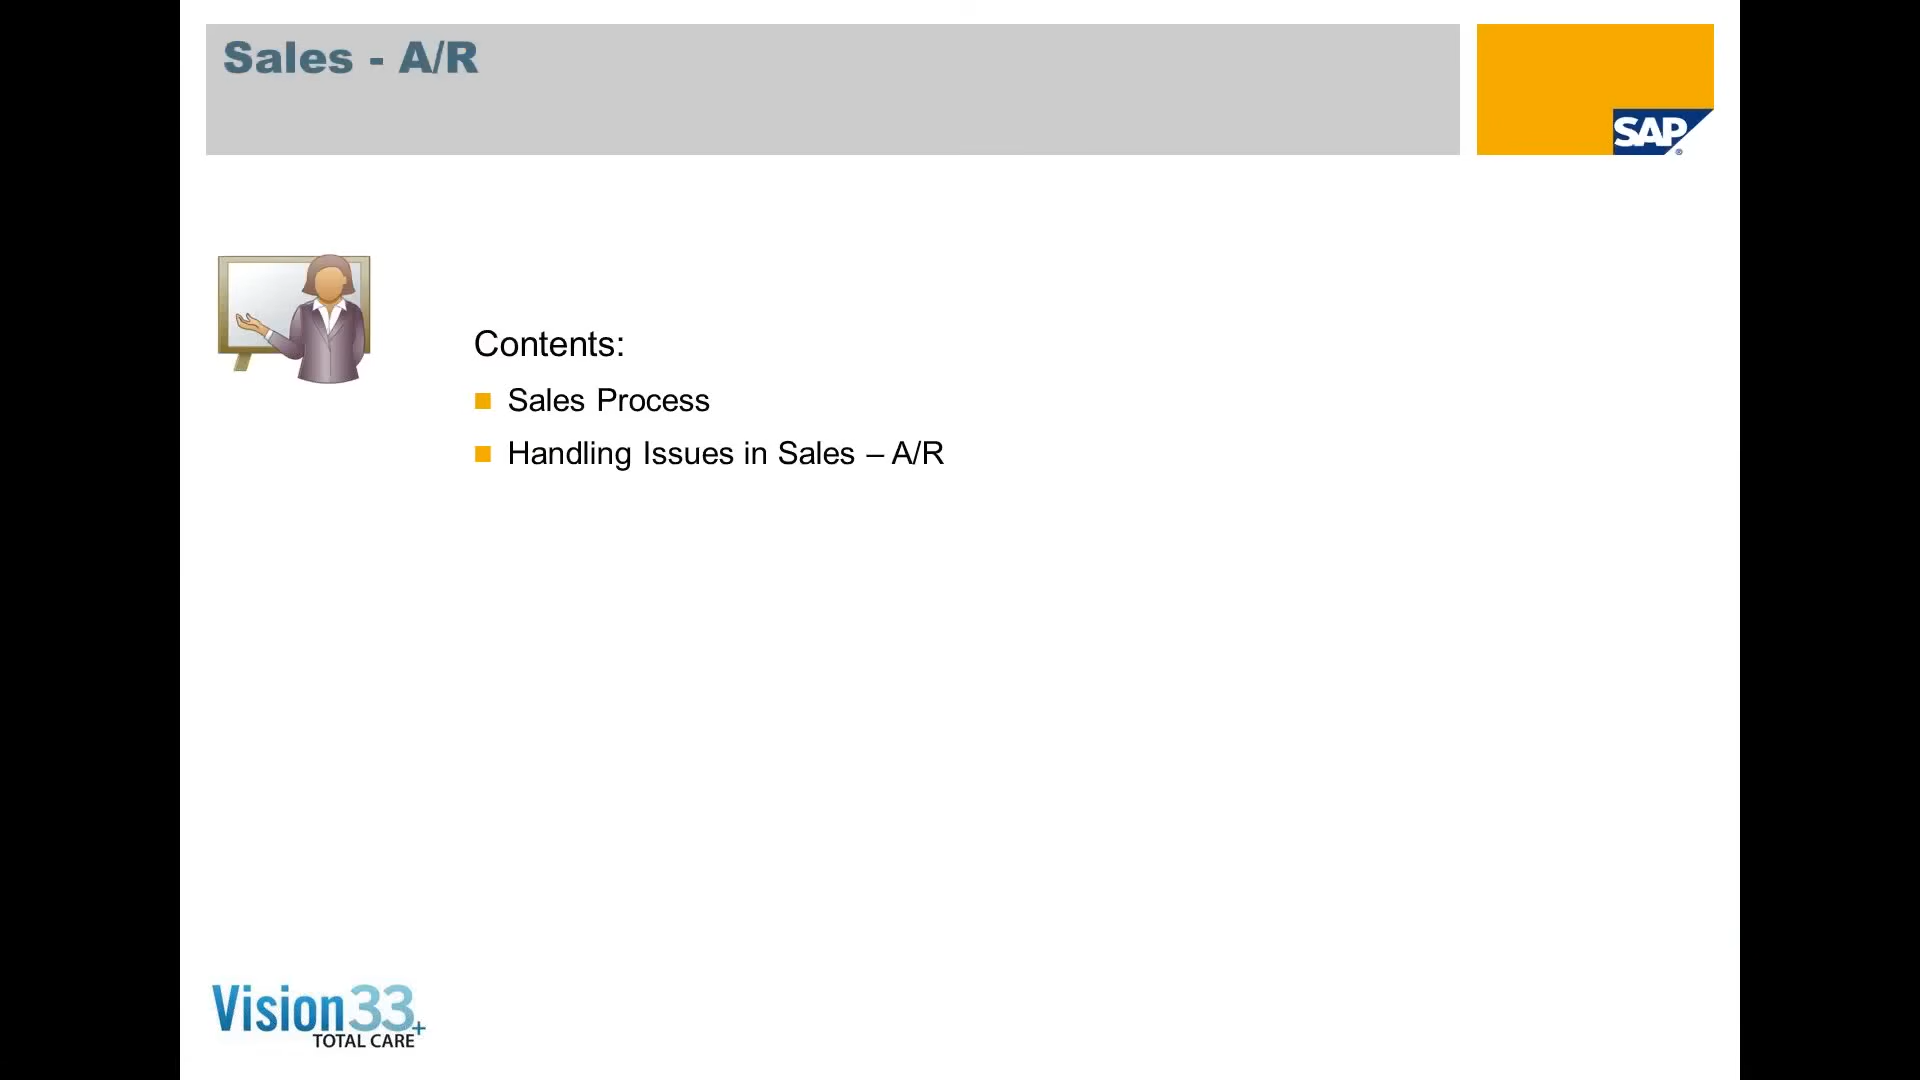 Sales - A/R
SAP®
Contents:
Sales Process
Handling Issues in Sales – A/R
Vision33+
TOTAL CARE